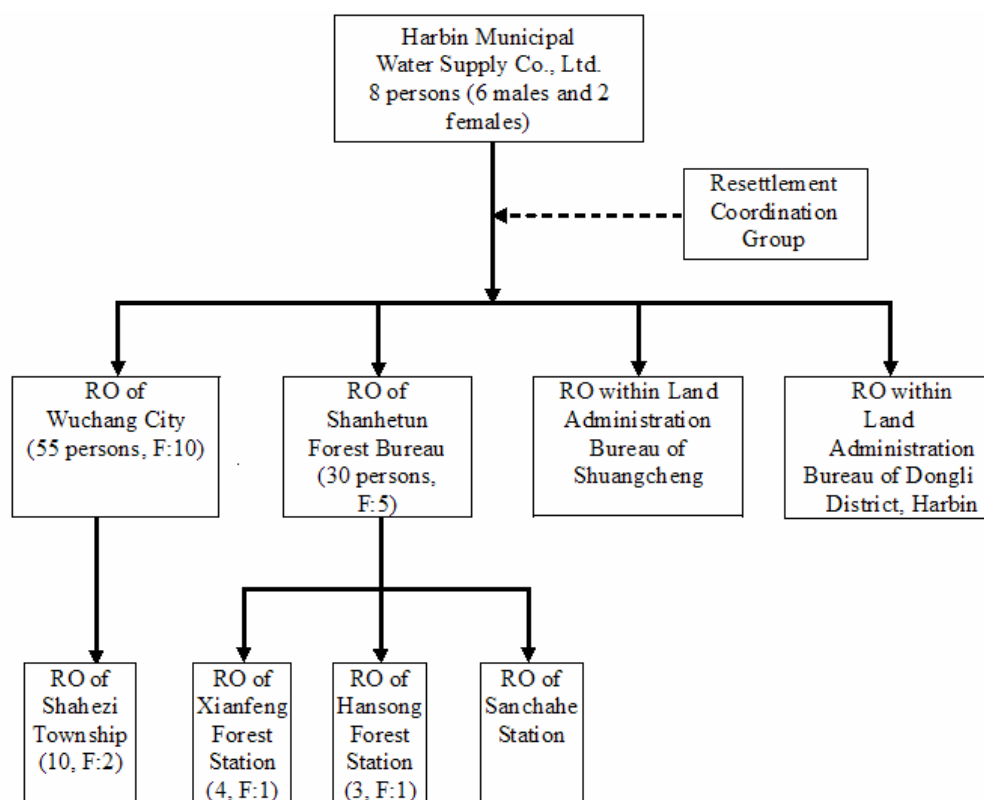 Harbin Municipal
Water Supply Co., Ltd.
8 persons (6 males and 2
females)
Resettlement
Coordination
Group
RO of
Wuchang City
(55 persons, F:10)
RO of
Shanhetun
Forest Bureau
(30 persons,
F:5)
RO within Land
Administration
Bureau of
Shuangcheng
RO within
Land
Administration
Bureau of Dongli
District, Harbin
RO of
Shahezi
Township
(10, F:2)
RO of
Xianfeng
Forest
Station
(4, F:1)
RO of
Hansong
Forest
Station
(3, F:1)
RO of
Sanchahe
Station